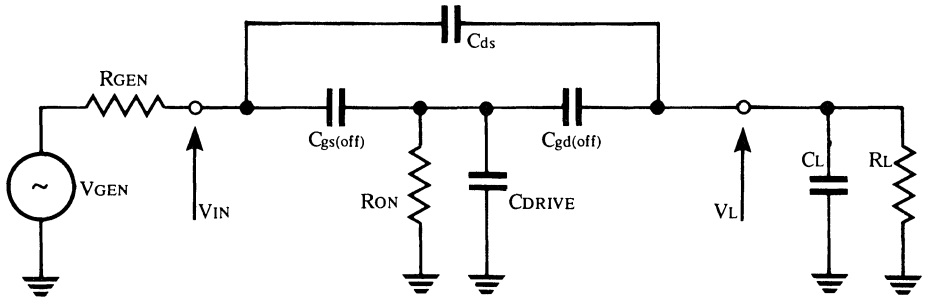 Cds
RGEN
Cgs(off)
Cgd(off)
~
VGEN
VIN
RON
CDRIVE
VL
CL
RL